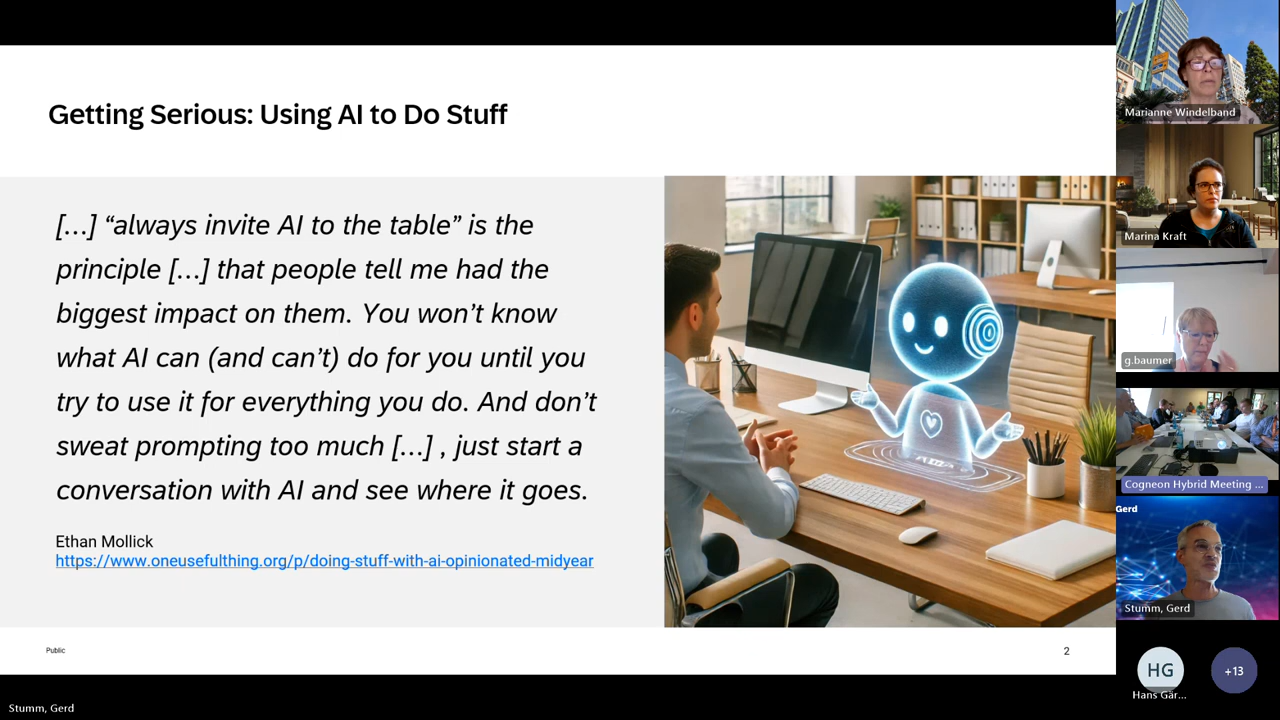 Getting Serious: Using AI to Do Stuff
[…] “always invite AI to the table” is the
principle […] that people tell me had the
biggest impact on them. You won’t know
what AI can (and can’t) do for you until you
try to use it for everything you do. And don’t
sweat prompting too much […] , just start a
conversation with AI and see where it goes.
Ethan Mollick
https://www.oneusefulthing.org/p/doing-stuff-with-ai-opinionated-midyear
Public
2
Stumm, Gerd
Marianne Windelband
Marina Kraft
g.baumer
Cogneon Hybrid Meeting ...
Gerd
Stumm, Gerd
HG
+13
Hans Gär...